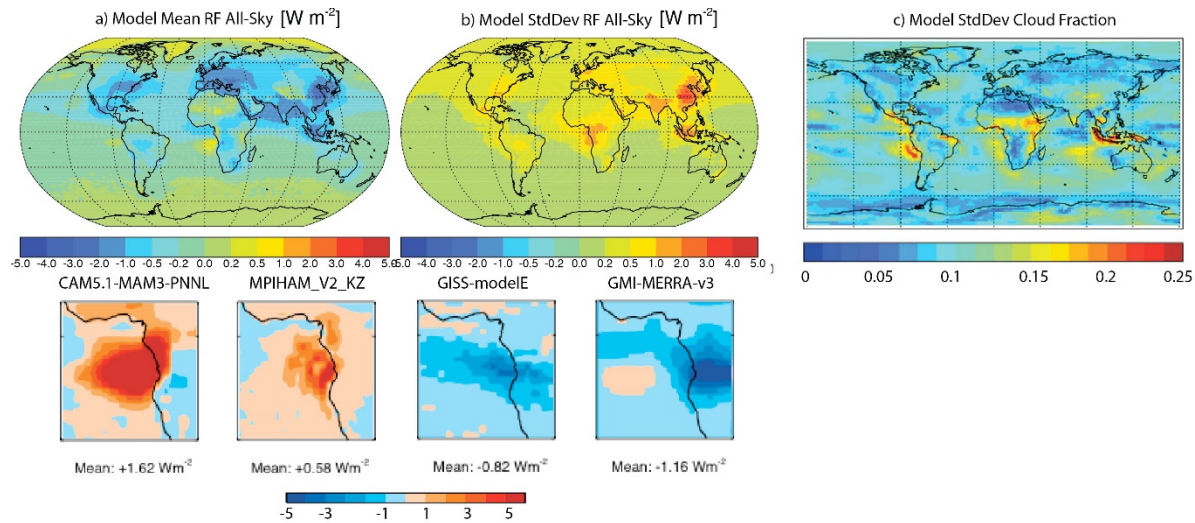 a) Model Mean RF All-Sky [W m⁻²]
b) Model StdDev RF All-Sky [W m⁻²]
c) Model StdDev Cloud Fraction
-5.0 -4.0 -3.0 -2.0 -1.0 -0.5 -0.2 0.0 0.2 0.5 1.0 2.0 3.0 4.0 5.0
-5.0 -4.0 -3.0 -2.0 -1.0 -0.5 -0.2 0.0 0.2 0.5 1.0 2.0 3.0 4.0 5.0
0 0.05 0.1 0.15 0.2 0.25
CAM5.1-MAM3-PNNL
MPIHAM_V2_KZ
GISS-modelE
GMI-MERRA-v3
Mean: +1.62 Wm⁻²
Mean: +0.58 Wm⁻²
Mean: -0.82 Wm⁻²
Mean: -1.16 Wm⁻²
-5 -3 -1 1 3 5